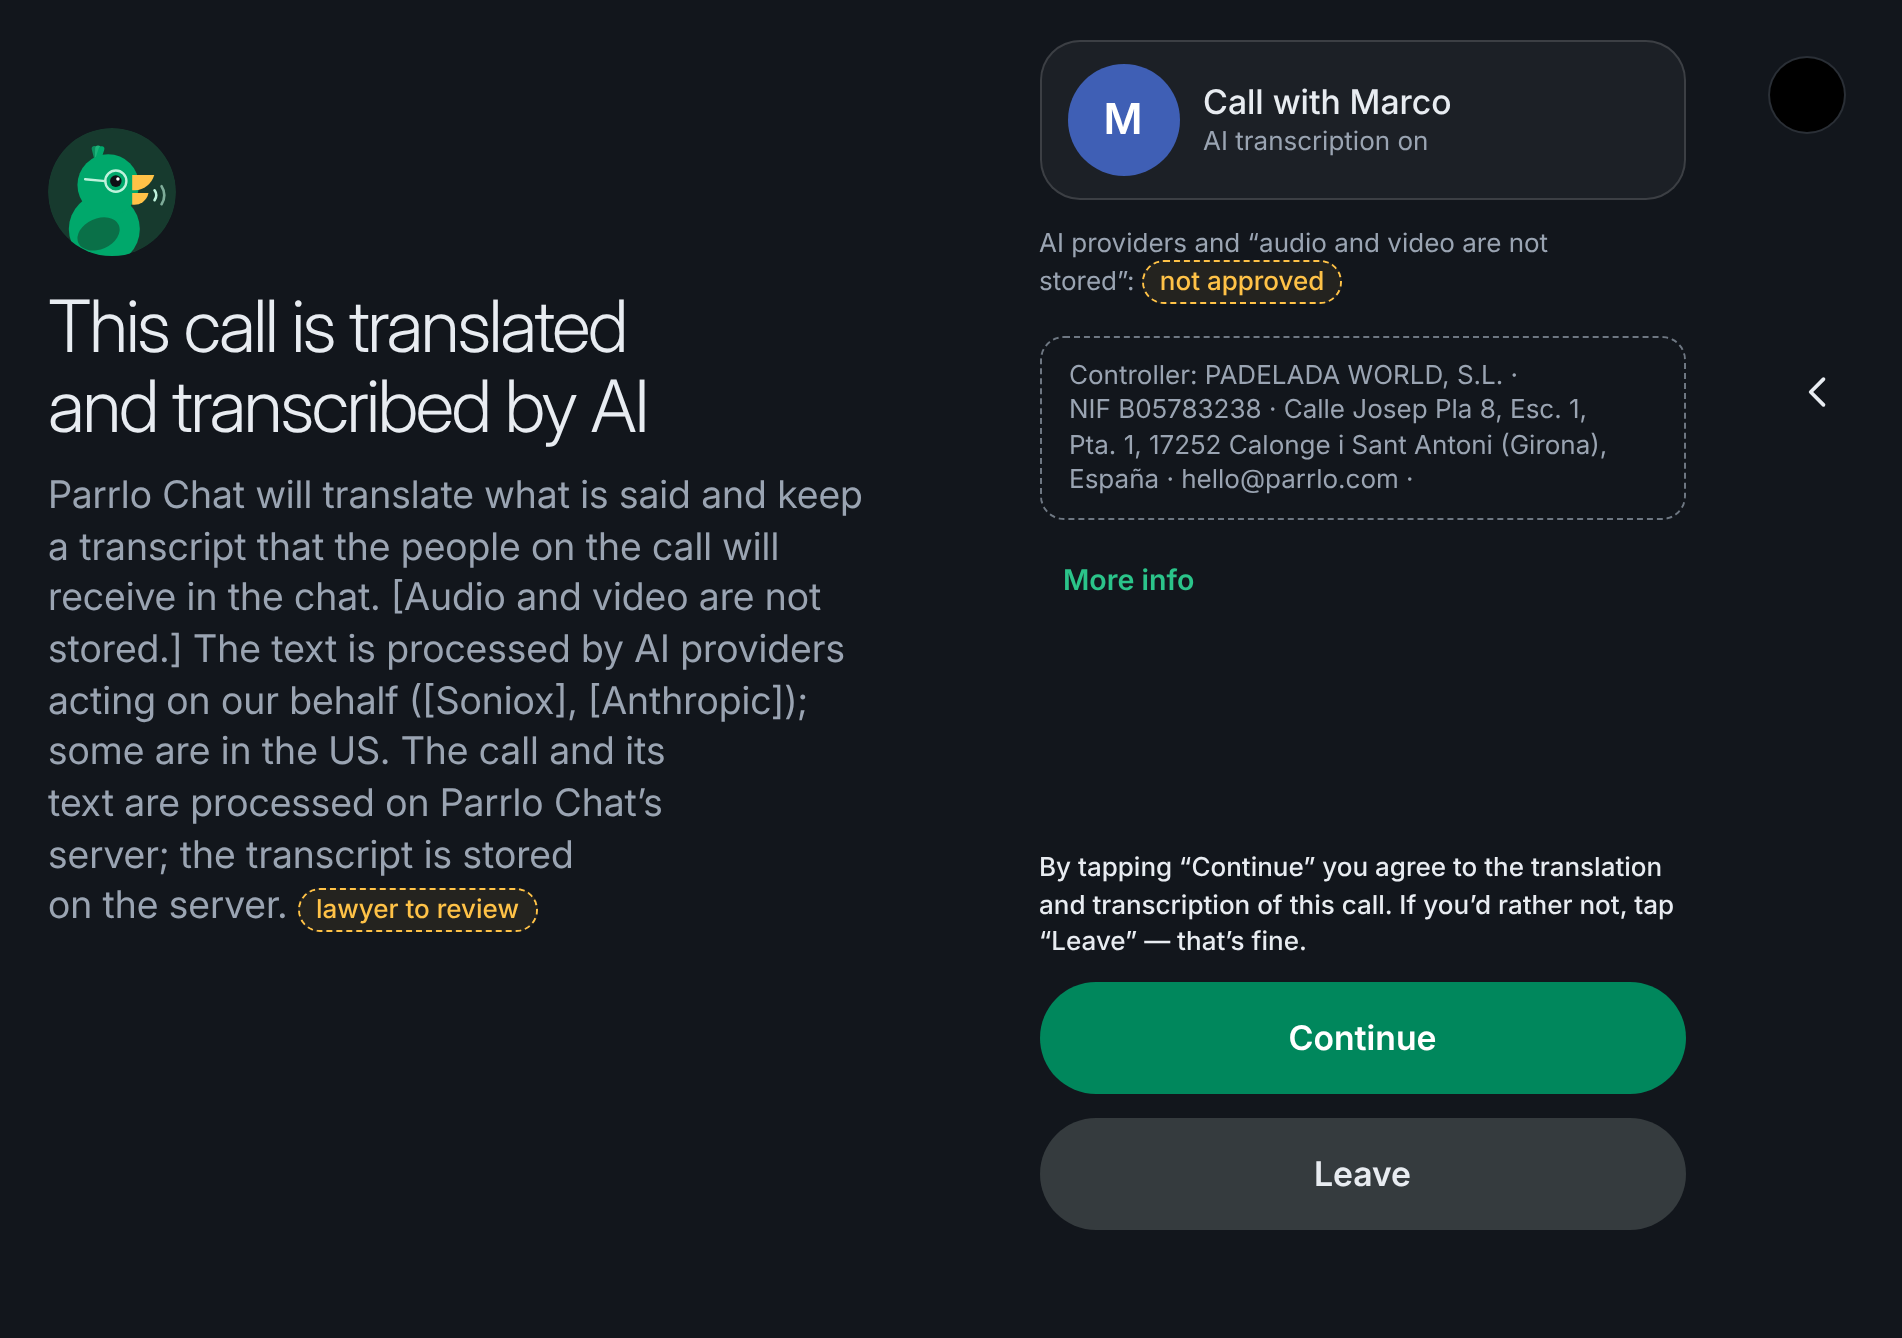 This call is translated
and transcribed by AI
Parrlo Chat will translate what is said and keep
a transcript that the people on the call will
receive in the chat. [Audio and video are not
stored.] The text is processed by AI providers
acting on our behalf ([Soniox], [Anthropic]);
some are in the US. The call and its
text are processed on Parrlo Chat’s
server; the transcript is stored
on the server. lawyer to review
M
Call with Marco
AI transcription on
AI providers and “audio and video are not
stored”: not approved
Controller: PADELADA WORLD, S.L. ·
NIF B05783238 · Calle Josep Pla 8, Esc. 1,
Pta. 1, 17252 Calonge i Sant Antoni (Girona),
España · hello@parrlo.com ·
More info
By tapping “Continue” you agree to the translation
and transcription of this call. If you’d rather not, tap
“Leave” — that’s fine.
Continue
Leave